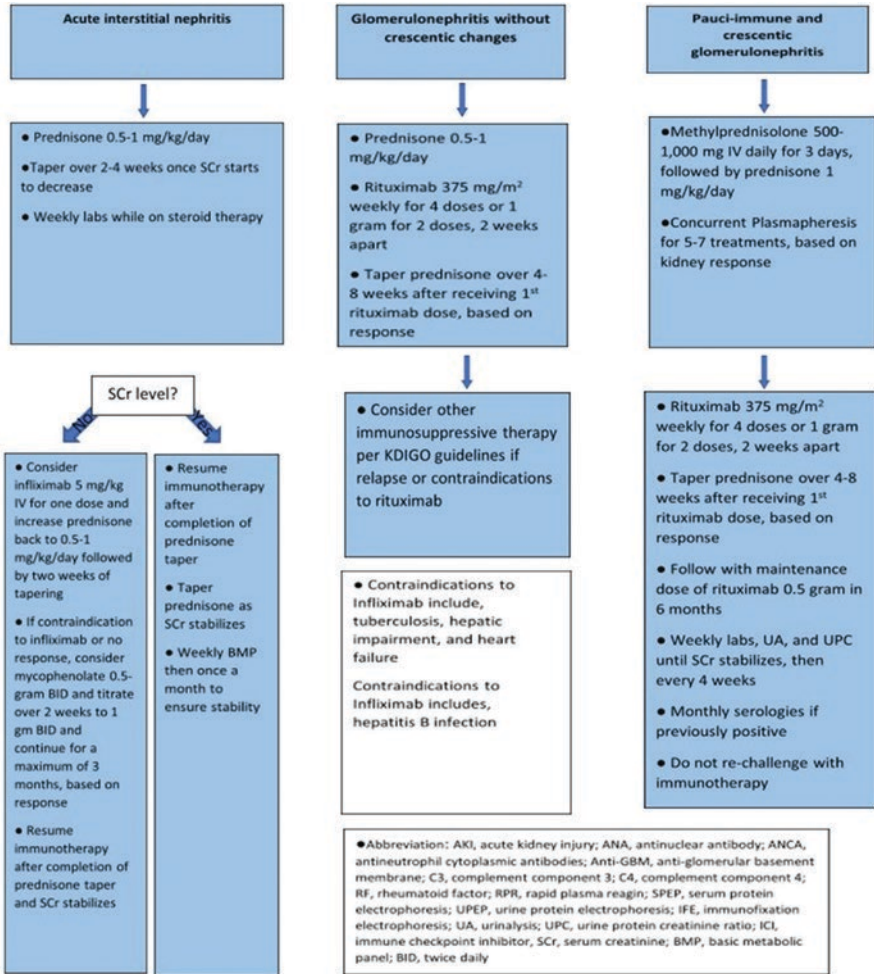 Acute interstitial nephritis
● Prednisone 0.5-1 mg/kg/day
●Taper over 2-4 weeks once SCr starts
to decrease
● Weekly labs while on steroid therapy
SCr level?
No
Yes
● Consider
infliximab 5 mg/kg
IV for one dose and
increase prednisone
back to 0.5-1
mg/kg/day followed
by two weeks of
tapering
● If contraindication
to infliximab or no
response, consider
mycophenolate 0.5-
gram BID and titrate
over 2 weeks to 1
gm BID and
continue for a
maximum of 3
months, based on
response
● Resume
immunotherapy
after completion of
prednisone taper
and SCr stabilizes
● Resume
immunotherapy
after
completion of
prednisone
taper
● Taper
prednisone as
SCr stabilizes
● Weekly BMP
then once a
month to
ensure stability
Glomerulonephritis without
crescentic changes
● Prednisone 0.5-1
mg/kg/day
● Rituximab 375 mg/m²
weekly for 4 doses or 1
gram for 2 doses, 2 weeks
apart
● Taper prednisone over 4-
8 weeks after receiving 1st
rituximab dose, based on
response
● Consider other
immunosuppressive therapy
per KDIGO guidelines if
relapse or contraindications
to rituximab
● Contraindications to
Infliximab include,
tuberculosis, hepatic
impairment, and heart
failure
Contraindications to
Infliximab includes,
hepatitis B infection
Pauci-immune and
crescentic
glomerulonephritis
●Methylprednisolone 500-
1,000 mg IV daily for 3 days,
followed by prednisone 1
mg/kg/day
●Concurrent Plasmapheresis
for 5-7 treatments, based on
kidney response
● Rituximab 375 mg/m²
weekly for 4 doses or 1 gram
for 2 doses, 2 weeks apart
● Taper prednisone over 4-8
weeks after receiving 1st
rituximab dose, based on
response
● Follow with maintenance
dose of rituximab 0.5 gram in
6 months
● Weekly labs, UA, and UPC
until SCr stabilizes, then
every 4 weeks
● Monthly serologies if
previously positive
● Do not re-challenge with
immunotherapy
●Abbreviation: AKI, acute kidney injury; ANA, antinuclear antibody; ANCA,
antineutrophil cytoplasmic antibodies; Anti-GBM, anti-glomerular basement
membrane; C3, complement component 3; C4, complement component 4;
RF, rheumatoid factor; RPR, rapid plasma reagin; SPEP, serum protein
electrophoresis; UPEP, urine protein electrophoresis; IFE, immunofixation
electrophoresis; UA, urinalysis; UPC, urine protein creatinine ratio; ICI,
immune checkpoint inhibitor, SCr, serum creatinine; BMP, basic metabolic
panel; BID, twice daily